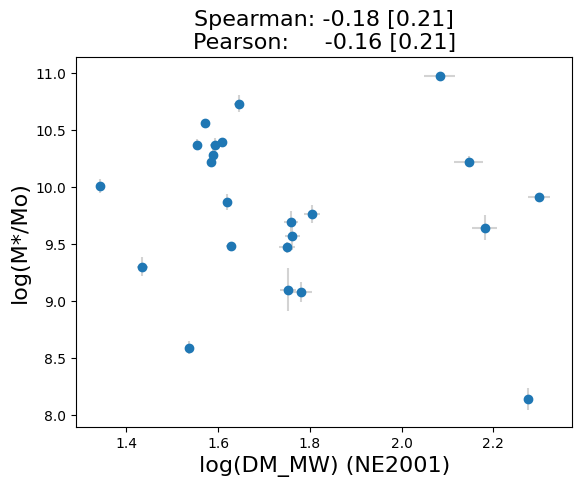 Spearman: -0.18 [0.21]
Pearson: -0.16 [0.21]
11.0
10.5
10.0
9.5
9.0
8.5
8.0
log(M*/Mo)
1.4 1.6 1.8 2.0 2.2
log(DM_MW) (NE2001)